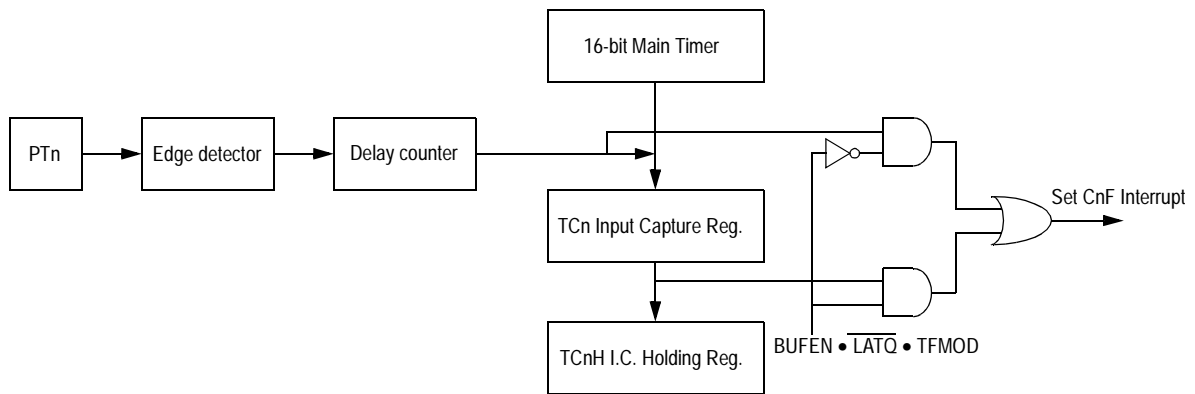 16-bit Main Timer
PTn
Edge detector
Delay counter
TCn Input Capture Reg.
Set CnF Interrupt
BUFEN • L̅A̅T̅Q̅ • TFMOD
TCnH I.C. Holding Reg.